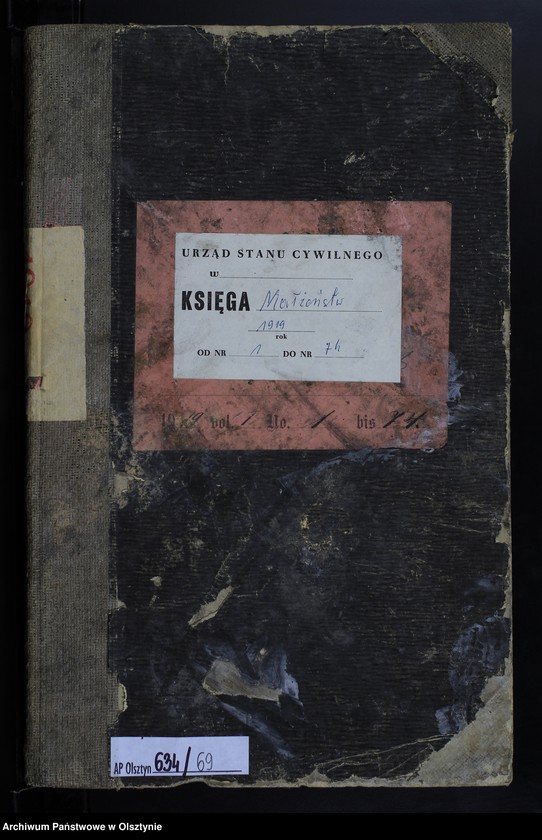 URZĄD STANU CYWILNEGO
w
KSIĘGA Małżeństw
1919
rok
OD NR 1 DO NR 74
1919 vol. 1 No. 1 bis 74.
AP Olsztyn 634/69
Archiwum Państwowe w Olsztynie